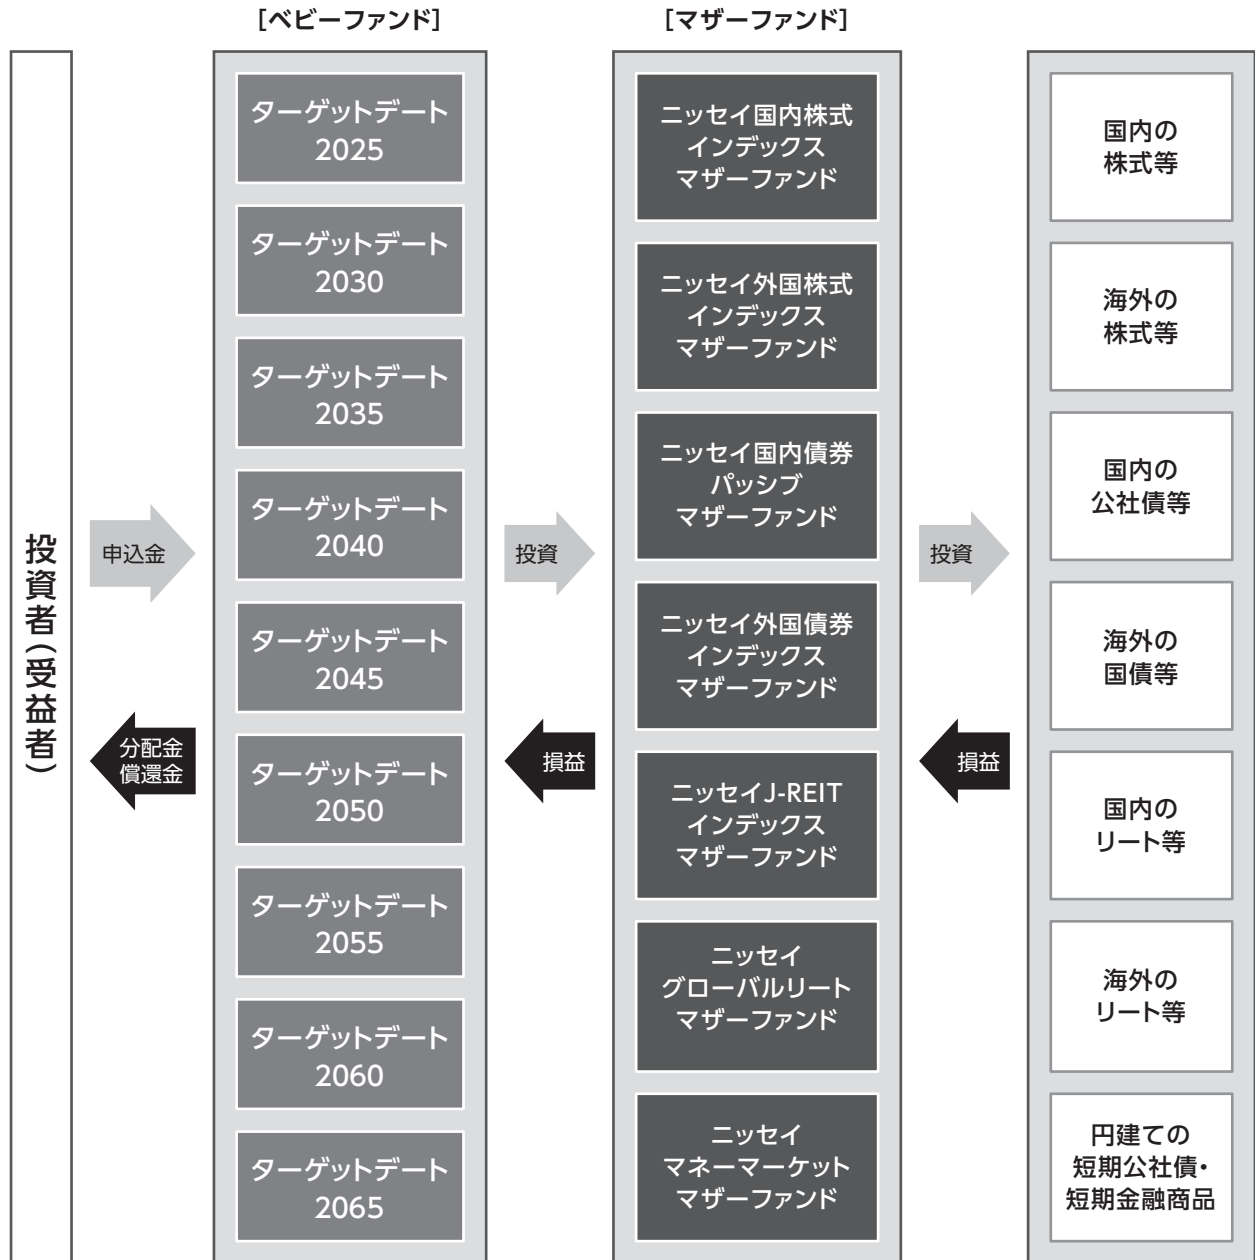 [ベビーファンド]
[マザーファンド]
投資者（受益者）
申込金
分配金
償還金
ターゲットデート
2025
ターゲットデート
2030
ターゲットデート
2035
ターゲットデート
2040
ターゲットデート
2045
ターゲットデート
2050
ターゲットデート
2055
ターゲットデート
2060
ターゲットデート
2065
投資
損益
ニッセイ国内株式
インデックス
マザーファンド
ニッセイ外国株式
インデックス
マザーファンド
ニッセイ国内債券
パッシブ
マザーファンド
ニッセイ外国債券
インデックス
マザーファンド
ニッセイJ-REIT
インデックス
マザーファンド
ニッセイ
グローバルリート
マザーファンド
ニッセイ
マネーマーケット
マザーファンド
投資
損益
国内の
株式等
海外の
株式等
国内の
公社債等
海外の
国債等
国内の
リート等
海外の
リート等
円建ての
短期公社債・
短期金融商品